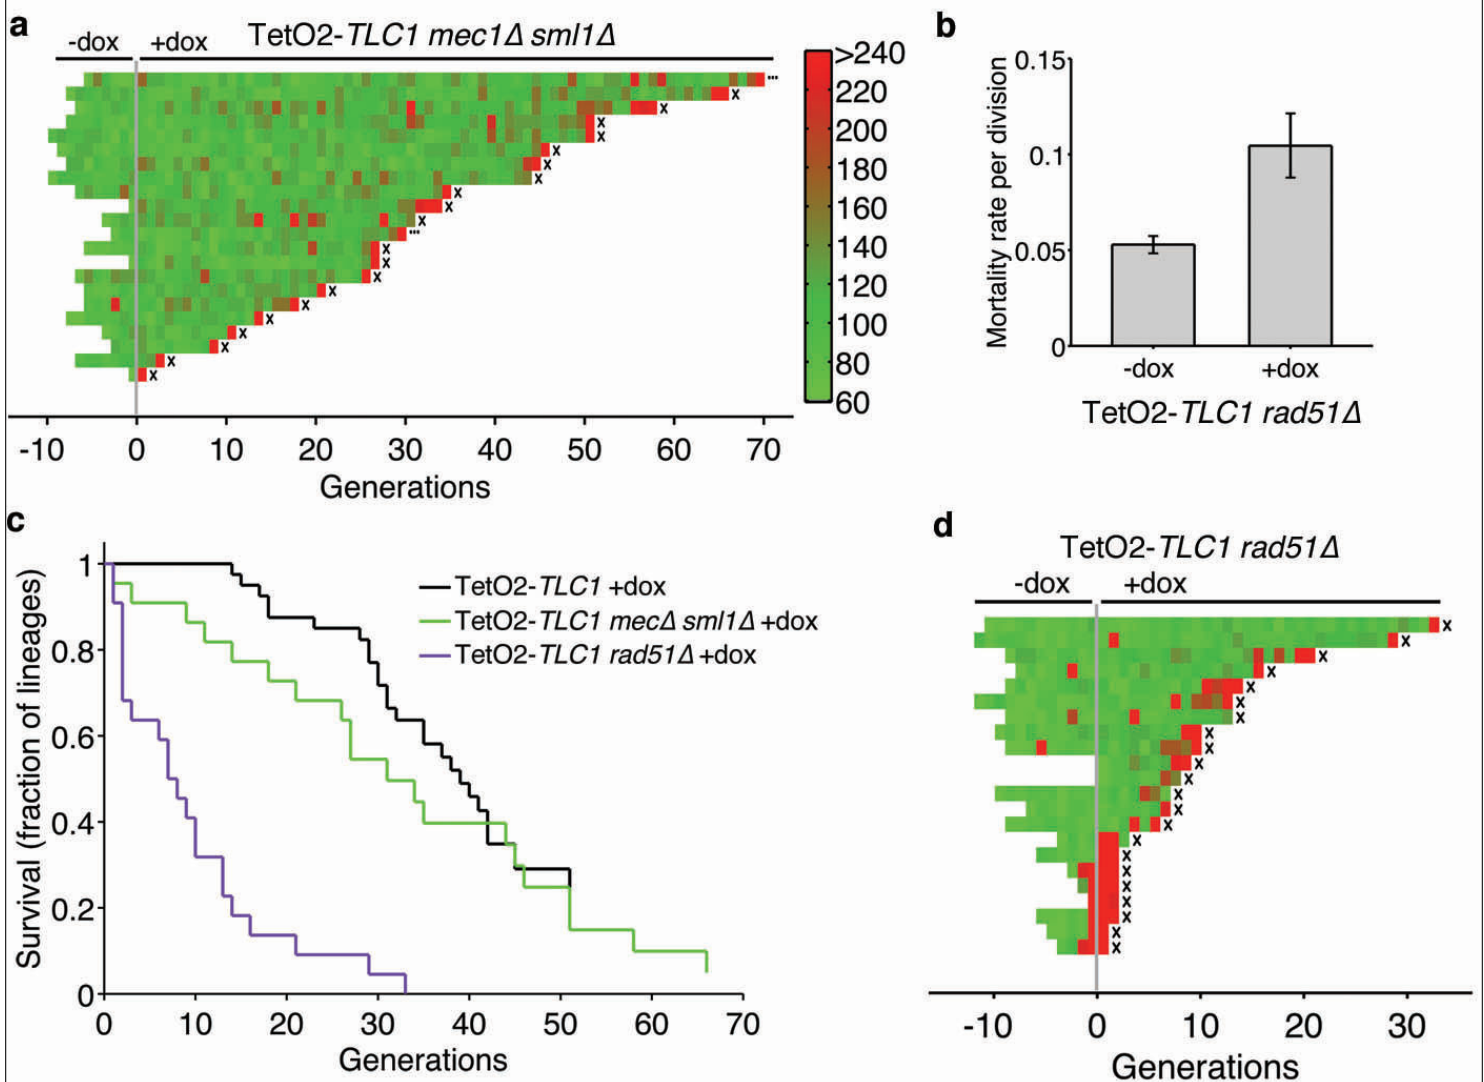 a
-dox +dox TetO2-TLC1 mec1Δ sml1Δ
>240
220
200
180
160
140
120
100
80
60
... x x x x x x x x x x ... x x x x x x x x x x
-10 0 10 20 30 40 50 60 70
Generations
b
Mortality rate per division
0.15
0.1
0.05
0
-dox +dox
TetO2-TLC1 rad51Δ
c
Survival (fraction of lineages)
1
0.8
0.6
0.4
0.2
0
TetO2-TLC1 +dox
TetO2-TLC1 mecΔ sml1Δ +dox
TetO2-TLC1 rad51Δ +dox
0 10 20 30 40 50 60 70
Generations
d
TetO2-TLC1 rad51Δ
-dox +dox
x x x x x x x x x x x x x x x x x x x x x x
-10 0 10 20 30
Generations